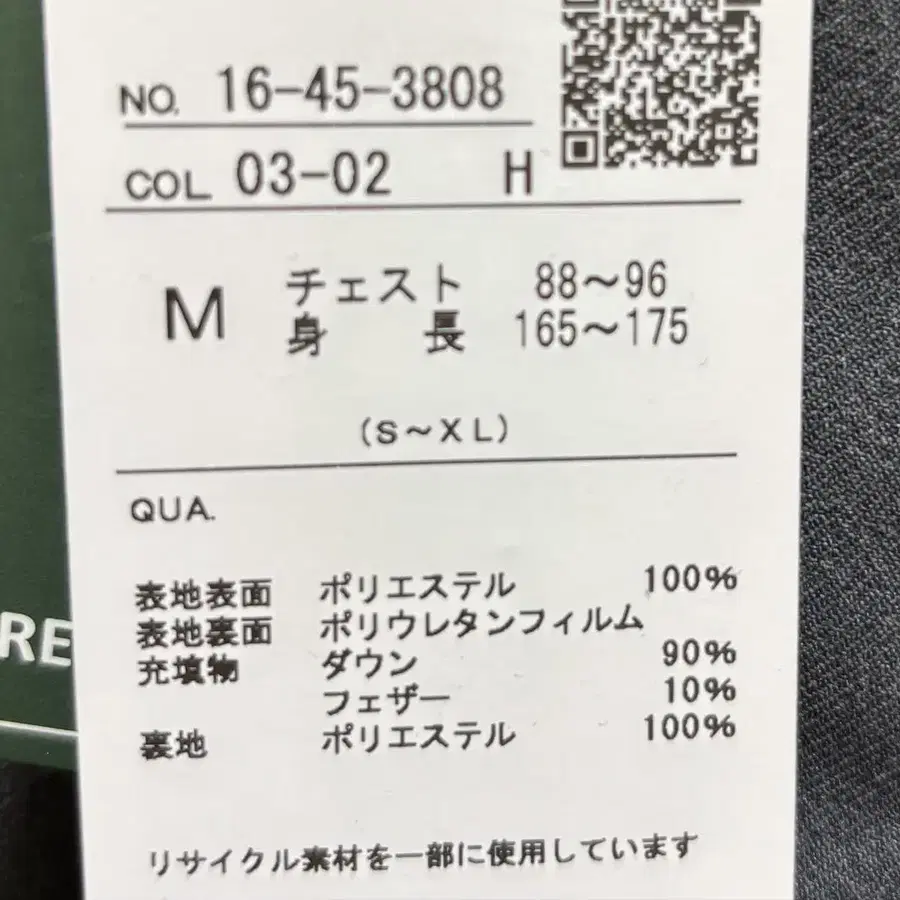 NO. 16-45-3808
COL 03-02 H
M チェスト 88～96
身長 165～175
(S～XL)
QUA.
表地表面 ポリエステル 100%
表地裏面 ポリウレタンフィルム
充填物 ダウン 90%
フェザー 10%
裏地 ポリエステル 100%
リサイクル素材を一部に使用しています
RE